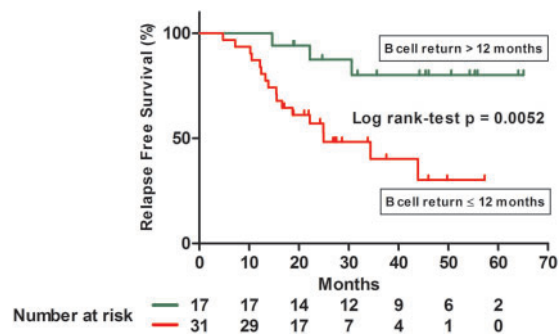 100
B cell return > 12 months
Log rank-test p = 0.0052
50
B cell return ≤ 12 months
0
Relapse Free Survival (%)
0 10 20 30 40 50 60 70
Months
Number at risk
17 17 14 12 9 6 2
31 29 17 7 4 1 0